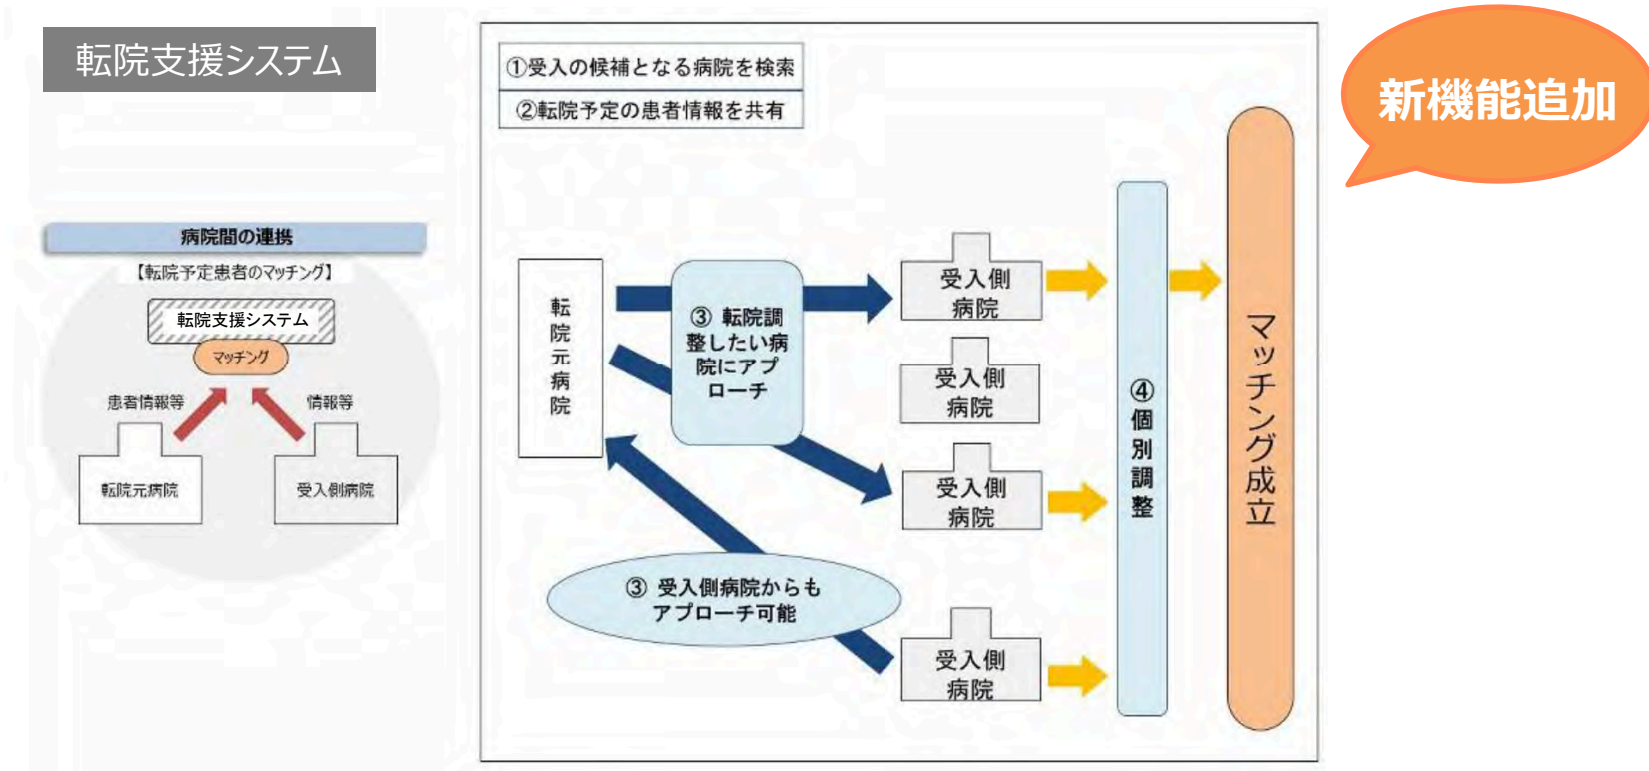 転院支援システム
新機能追加
病院間の連携
【転院予定患者のマッチング】
転院支援システム
マッチング
患者情報等
情報等
転院元病院
受入側病院
①受入の候補となる病院を検索
②転院予定の患者情報を共有
転院元病院
③ 転院調
整したい病
院にアプ
ローチ
受入側
病院
受入側
病院
受入側
病院
③ 受入側病院からも
アプローチ可能
受入側
病院
④個別調整
マッチング成立